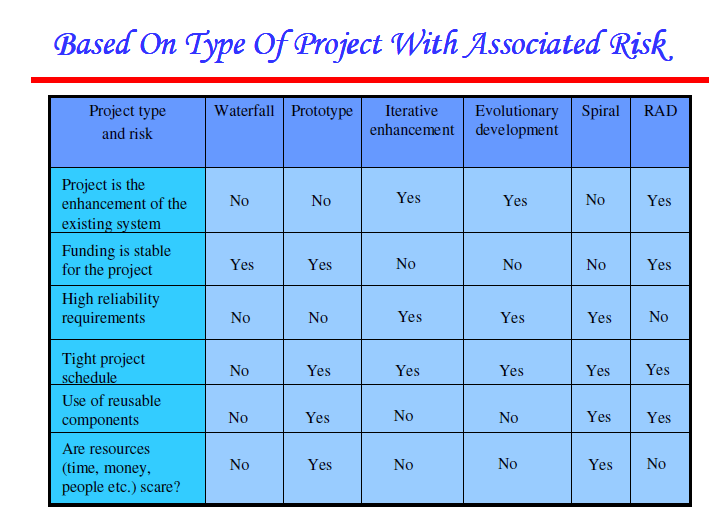 Based On Type Of Project With Associated Risk
Project type Waterfall Prototype Iterative Evolutionary Spiral RAD
and risk enhancement development
Project is the
enhancement of the No No Yes Yes No Yes
existing system
Funding is stable
for the project Yes Yes No No No Yes
High reliability
requirements No No Yes Yes Yes No
Tight project
schedule No Yes Yes Yes Yes Yes
Use of reusable
components No Yes No No Yes Yes
Are resources
(time, money, No Yes No No Yes No
people etc.) scare?